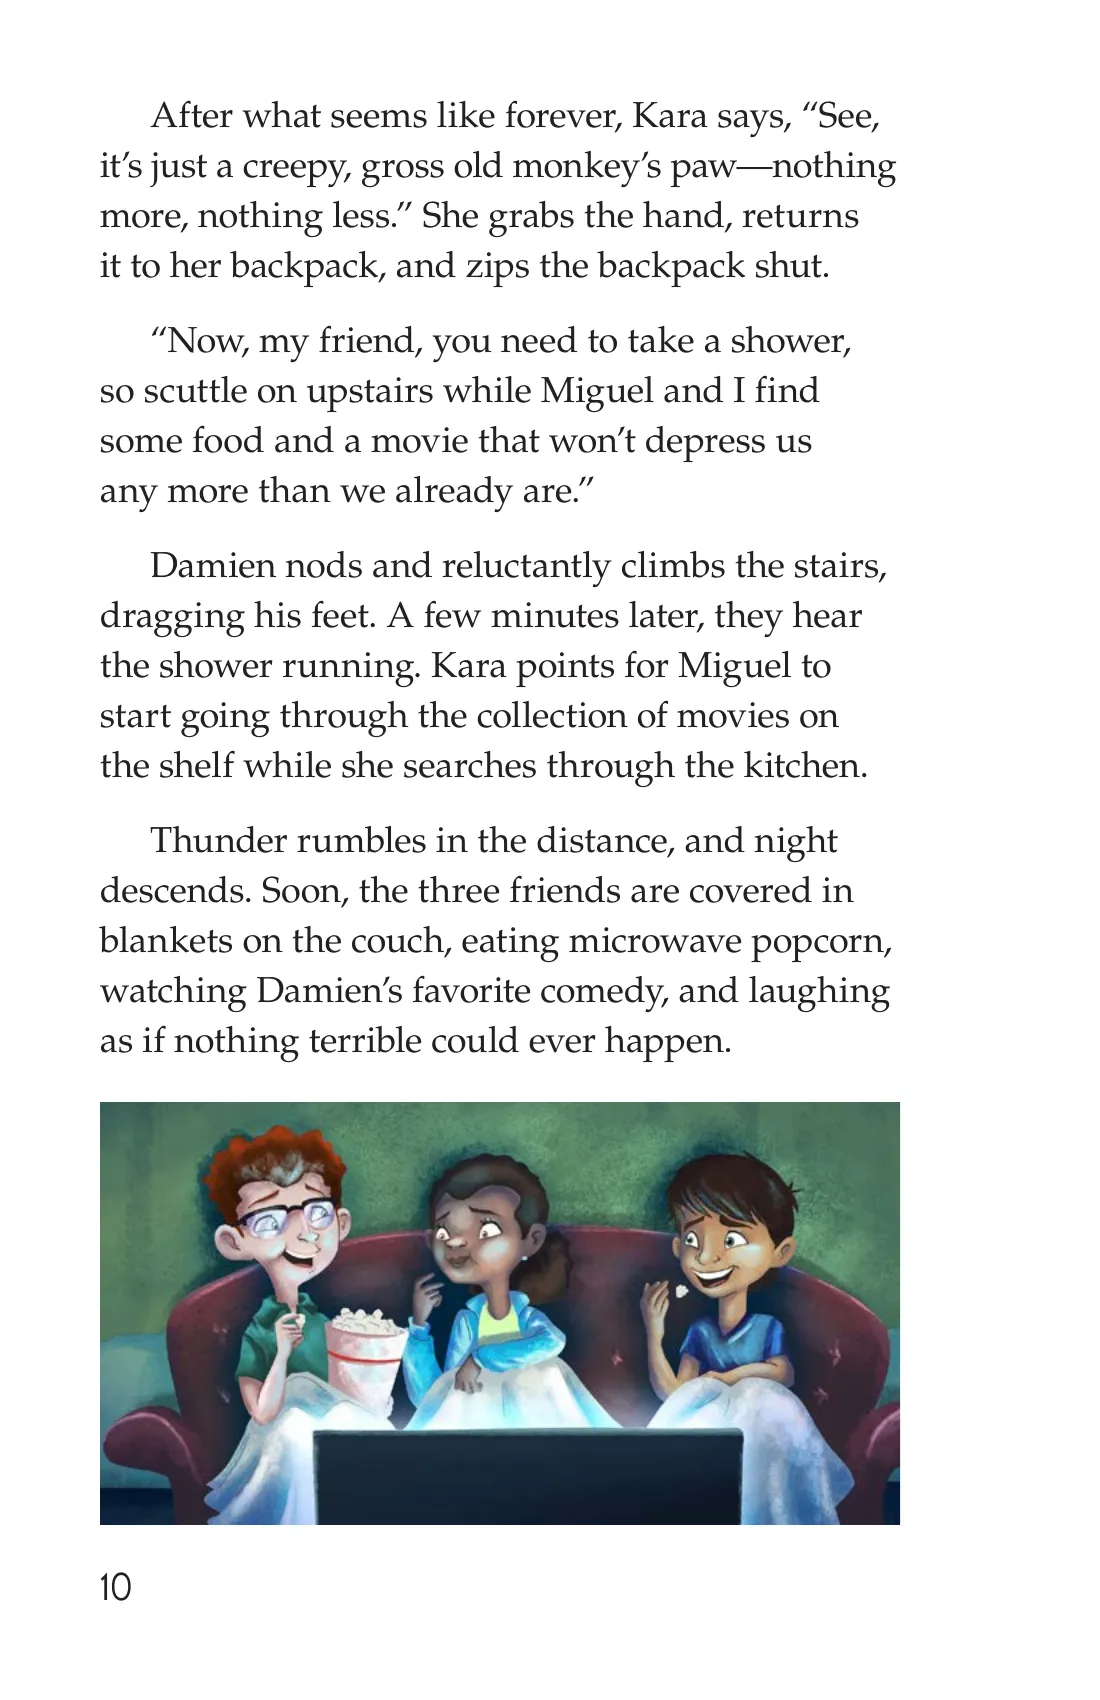 After what seems like forever, Kara says, “See,
it’s just a creepy, gross old monkey’s paw—nothing
more, nothing less.” She grabs the hand, returns
it to her backpack, and zips the backpack shut.
“Now, my friend, you need to take a shower,
so scuttle on upstairs while Miguel and I find
some food and a movie that won’t depress us
any more than we already are.”
Damien nods and reluctantly climbs the stairs,
dragging his feet. A few minutes later, they hear
the shower running. Kara points for Miguel to
start going through the collection of movies on
the shelf while she searches through the kitchen.
Thunder rumbles in the distance, and night
descends. Soon, the three friends are covered in
blankets on the couch, eating microwave popcorn,
watching Damien’s favorite comedy, and laughing
as if nothing terrible could ever happen.
10